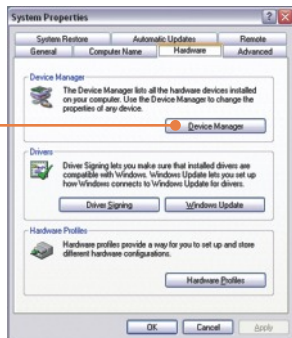 System Properties
System Restore Automatic Updates Remote
General Computer Name Hardware Advanced
Device Manager
The Device Manager lists all the hardware devices installed
on your computer. Use the Device Manager to change the
properties of any device.
Device Manager
Drivers
Driver Signing lets you make sure that installed drivers are
compatible with Windows. Windows Update lets you set up
how Windows connects to Windows Update for drivers.
Driver Signing Windows Update
Hardware Profiles
Hardware profiles provide a way for you to set up and store
different hardware configurations.
Hardware Profiles
OK Cancel Apply